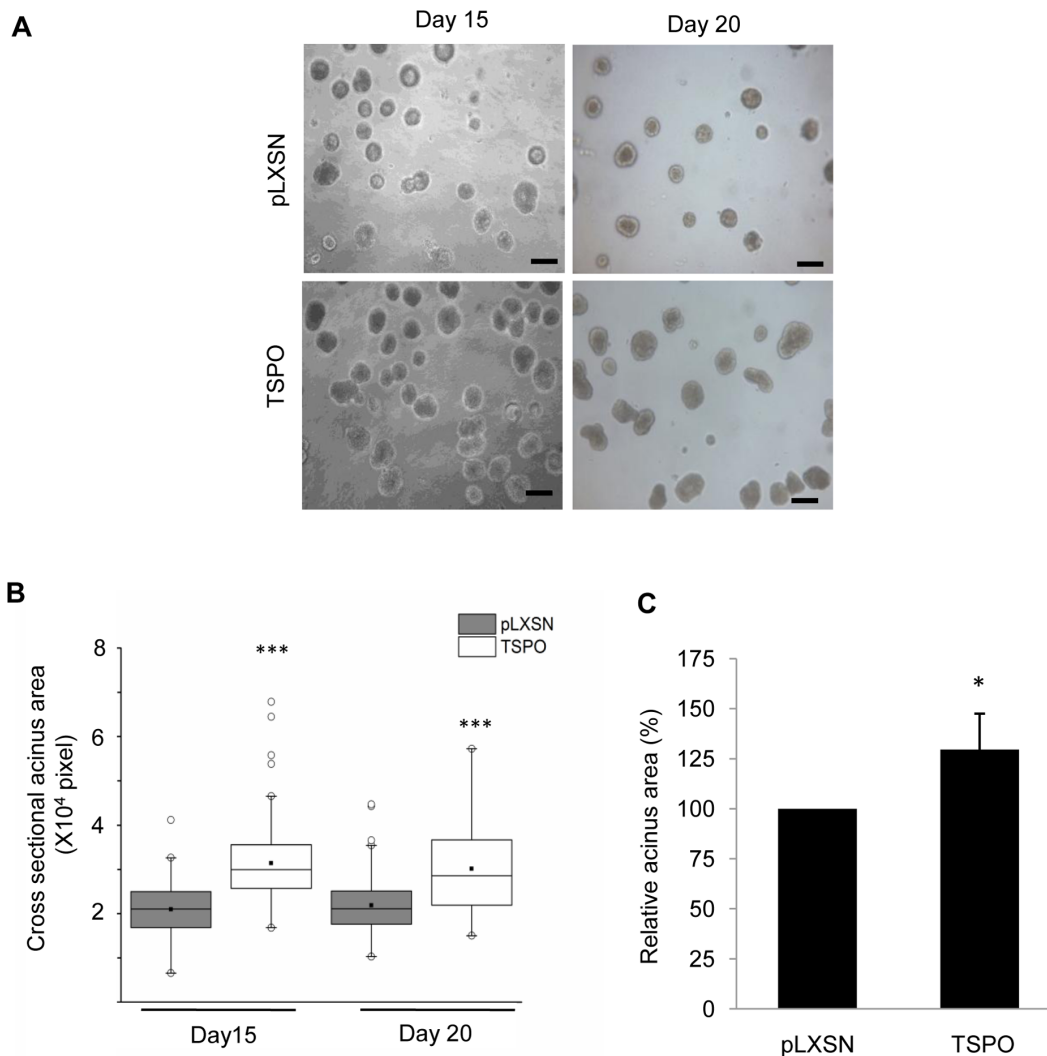 A
Day 15
Day 20
pLXSN
TSPO
B
Cross sectional acinus area
(X10⁴ pixel)
8
6
4
2
***
***
pLXSN
TSPO
Day15
Day 20
C
Relative acinus area (%)
175
150
125
100
75
50
25
0
*
pLXSN
TSPO